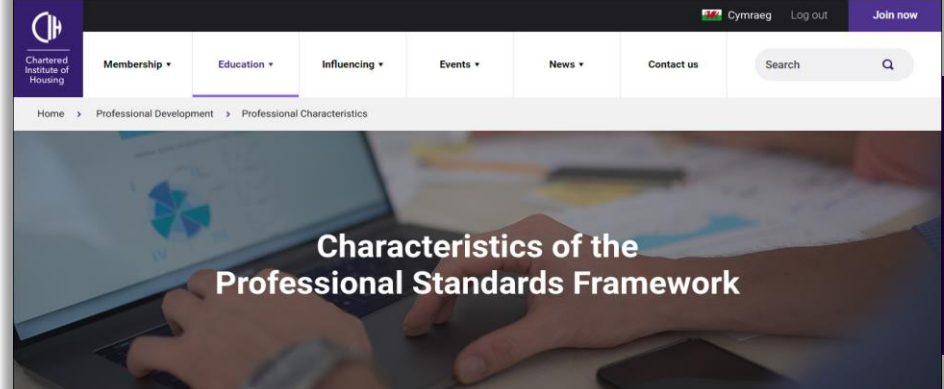 Cymraeg Log out Join now
CIH
Chartered
Institute of
Housing
Membership Education Influencing Events News Contact us Search
Home > Professional Development > Professional Characteristics
Characteristics of the
Professional Standards Framework